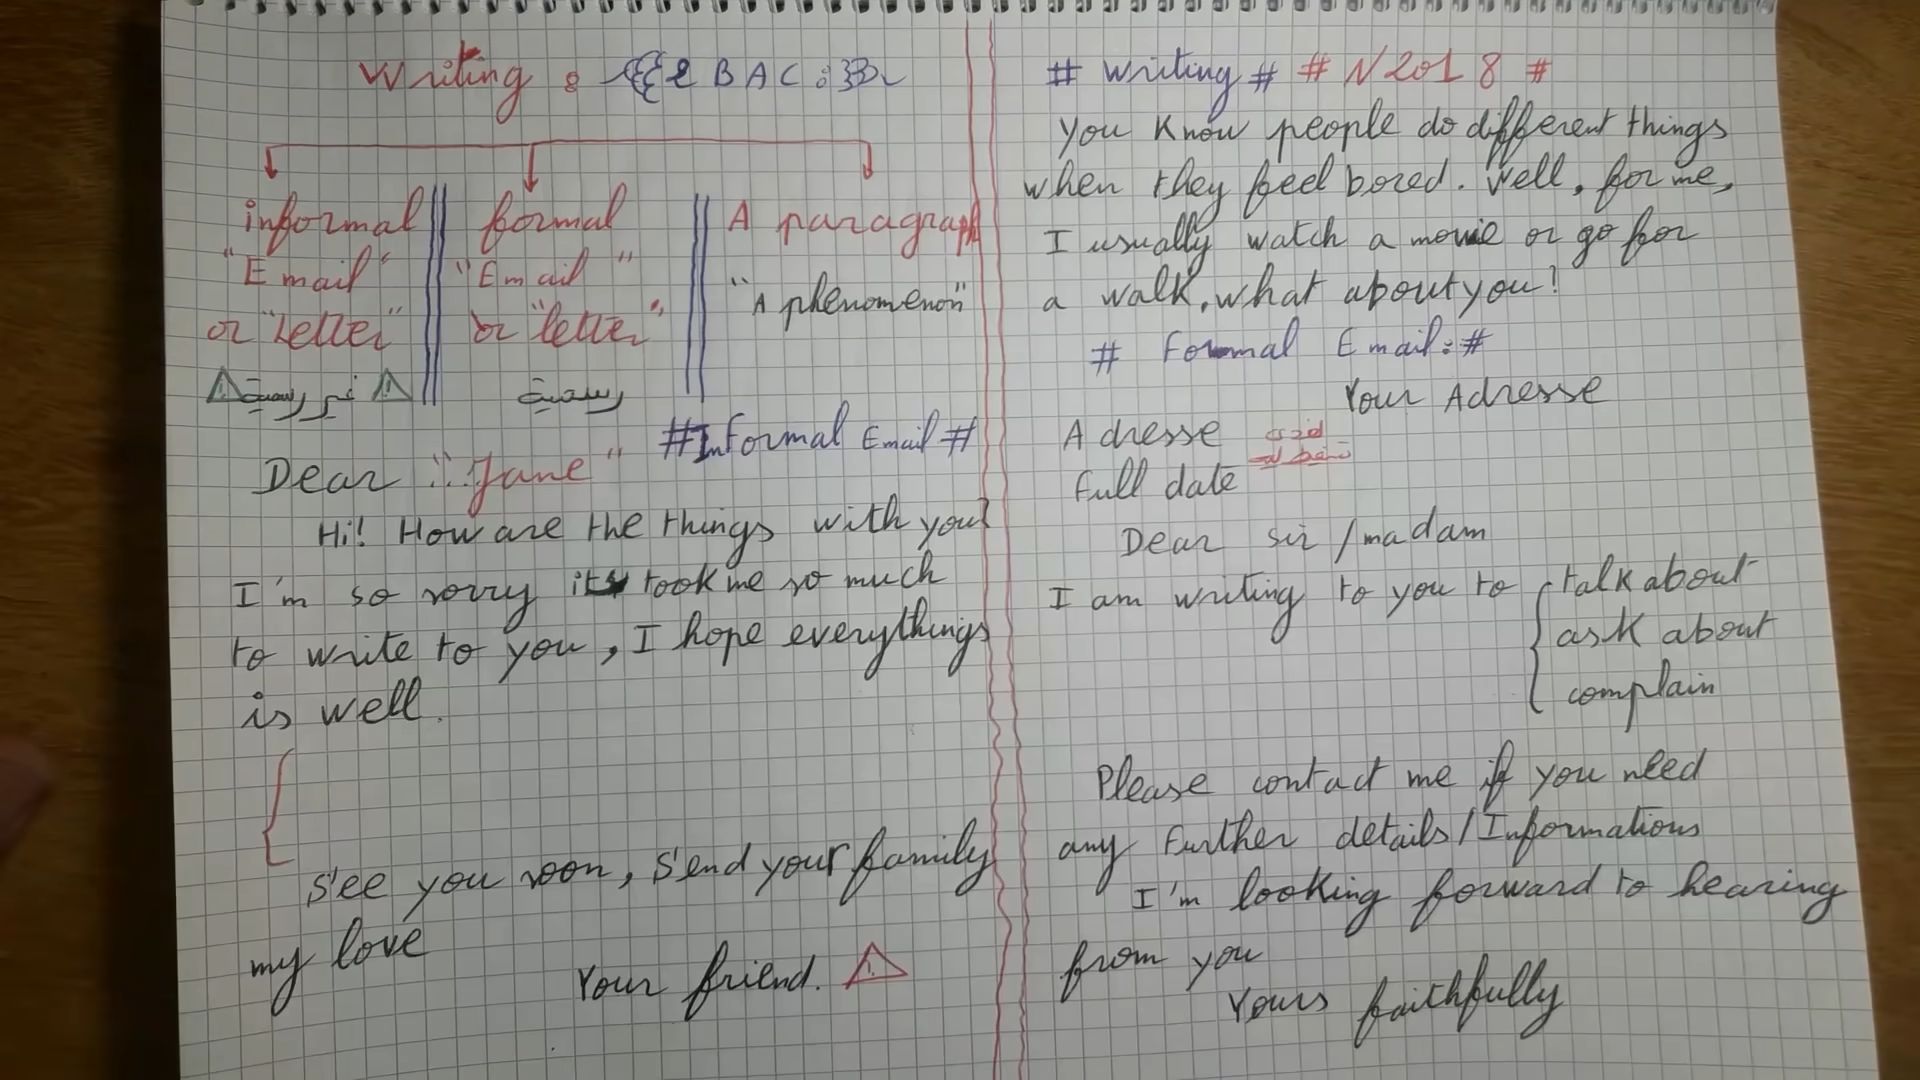 Writing : 2 BAC :
informal
"Email"
or "Letter"
غير رسمية
formal
"Email"
or "letter"
رسمية
A paragraph
"A phenomenon"
#Informal Email #
Dear "Jane"
Hi! How are the things with you?
I'm so sorry it took me so much
to write to you, I hope everythings
is well.
See you soon, Send your family
my love
Your friend.
# Writing # # N2018 #
You Know people do different things
when they feel bored. Well, for me,
I usually watch a movie or go for
a walk, what about you!
# Formal Email: #
Your Adresse
Adresse
Full date
Dear sir / madam
I am writing to you to talk about
ask about
complain
Please contact me if you need
any Further details / Informations
I'm looking forward to hearing
from you
Yours faithfully